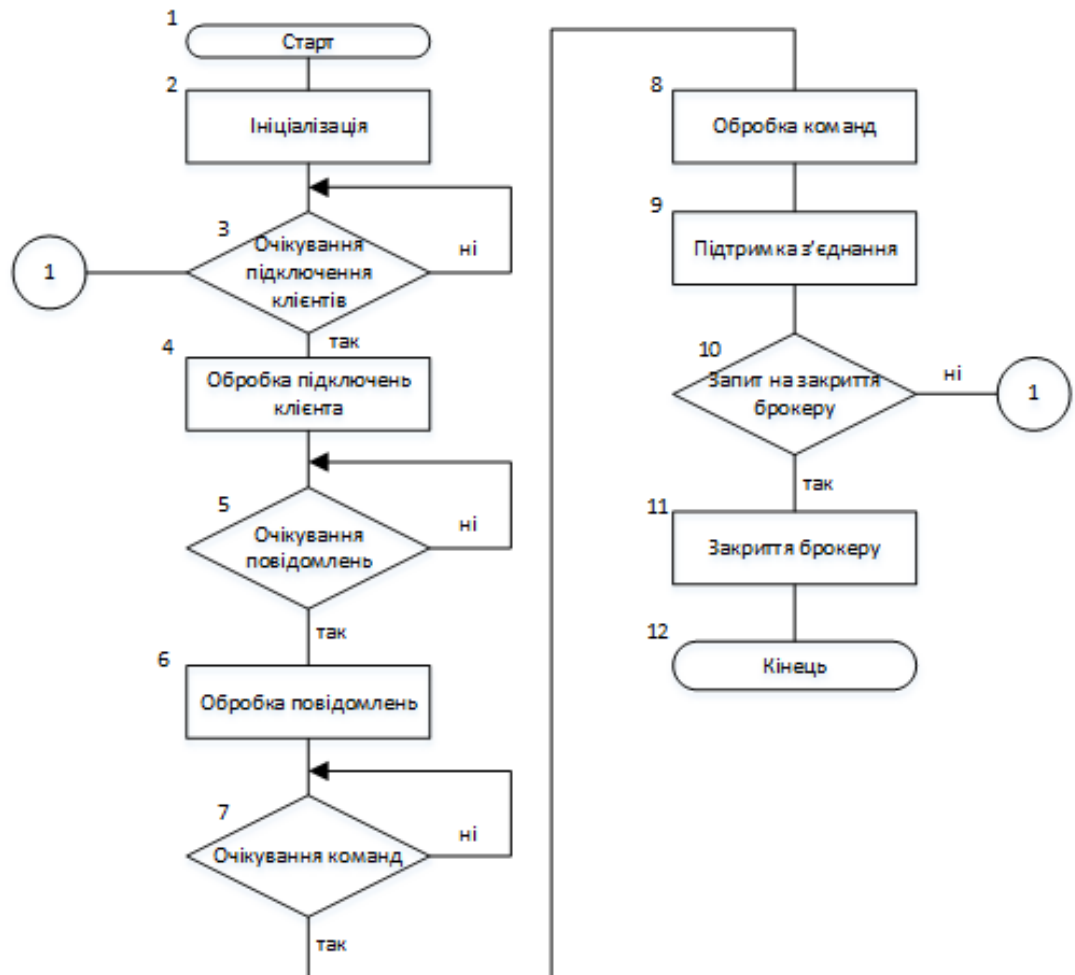 1
Старт
2
Ініціалізація
3
Очікування
підключення
клієнтів
ні
1
так
4
Обробка підключень
клієнта
5
Очікування
повідомлень
ні
так
6
Обробка повідомлень
7
Очікування команд
ні
так
8
Обробка команд
9
Підтримка з’єднання
10
Запит на закриття
брокеру
ні
1
так
11
Закриття брокеру
12
Кінець